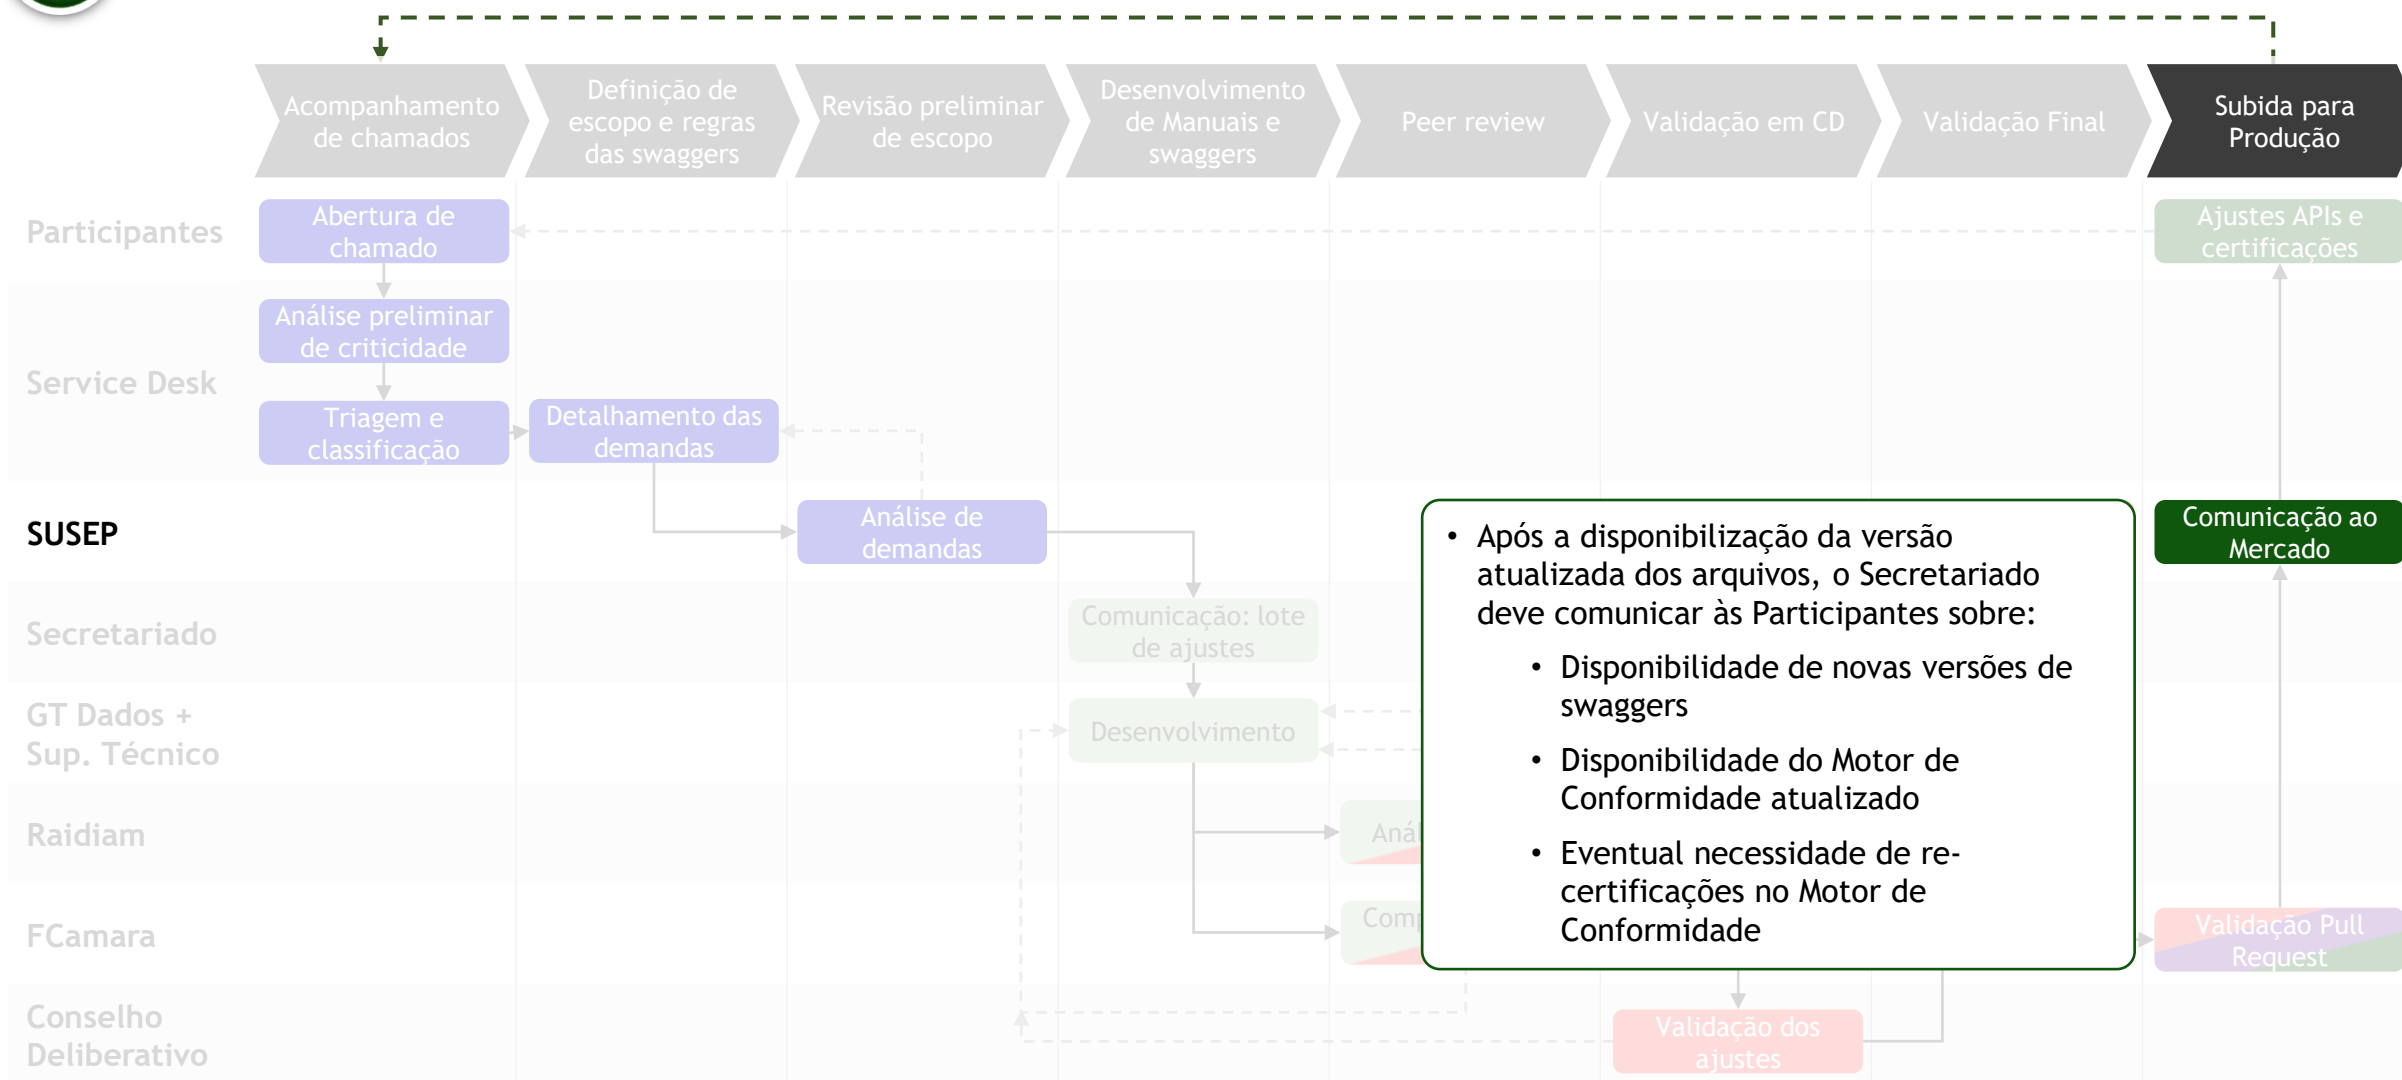 Acompanhamento
de chamados
Definição de
escopo e regras
das swaggers
Revisão preliminar
de escopo
Desenvolvimento
de Manuais e
swaggers
Peer review
Validação em CD
Validação Final
Subida para
Produção
Participantes
Abertura de
chamado
Ajustes APIs e
certificações
Service Desk
Análise preliminar
de criticidade
Triagem e
classificação
Detalhamento das
demandas
SUSEP
Análise de
demandas
Comunicação ao
Mercado
• Após a disponibilização da versão
atualizada dos arquivos, o Secretariado
deve comunicar às Participantes sobre:
• Disponibilidade de novas versões de
swaggers
• Disponibilidade do Motor de
Conformidade atualizado
• Eventual necessidade de re-
certificações no Motor de
Conformidade
Secretariado
Comunicação: lote
de ajustes
GT Dados +
Sup. Técnico
Desenvolvimento
Raidiam
FCamara
Validação Pull
Request
Conselho
Deliberativo
Validação dos
ajustes